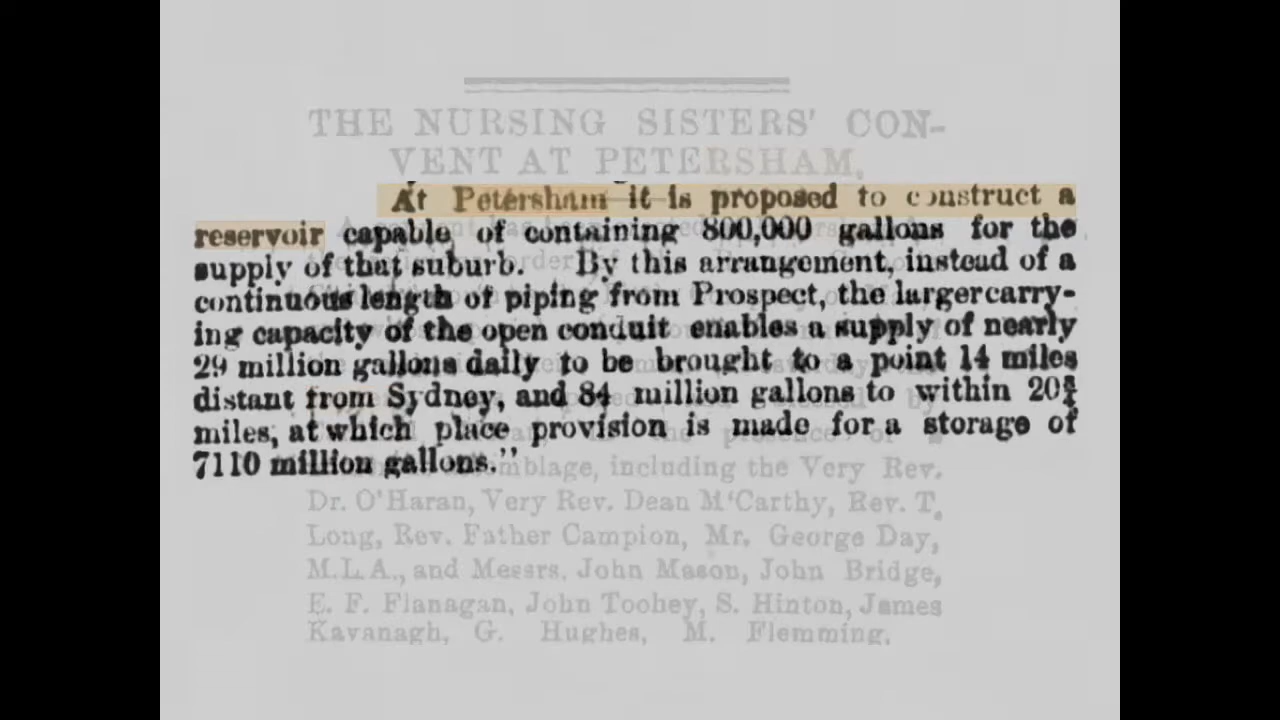 THE NURSING SISTERS' CON-
VENT AT PETERSHAM.
At Petersham it is proposed to construct a
reservoir capable of containing 800,000 gallons for the
supply of that suburb. By this arrangement, instead of a
continuous length of piping from Prospect, the larger carry-
ing capacity of the open conduit enables a supply of nearly
29 million gallons daily to be brought to a point 14 miles
distant from Sydney, and 84 million gallons to within 20¾
miles, at which place provision is made for a storage of
7110 million gallons."
assemblage, including the Very Rev.
Dr. O'Haran, Very Rev. Dean M'Carthy, Rev. T.
Long, Rev. Father Campion, Mr. George Day,
M.L.A., and Messrs. John Mason, John Bridge,
E. F. Flanagan, John Toohey, S. Hinton, James
Kavanagh, G. Hughes, M. Flemming.